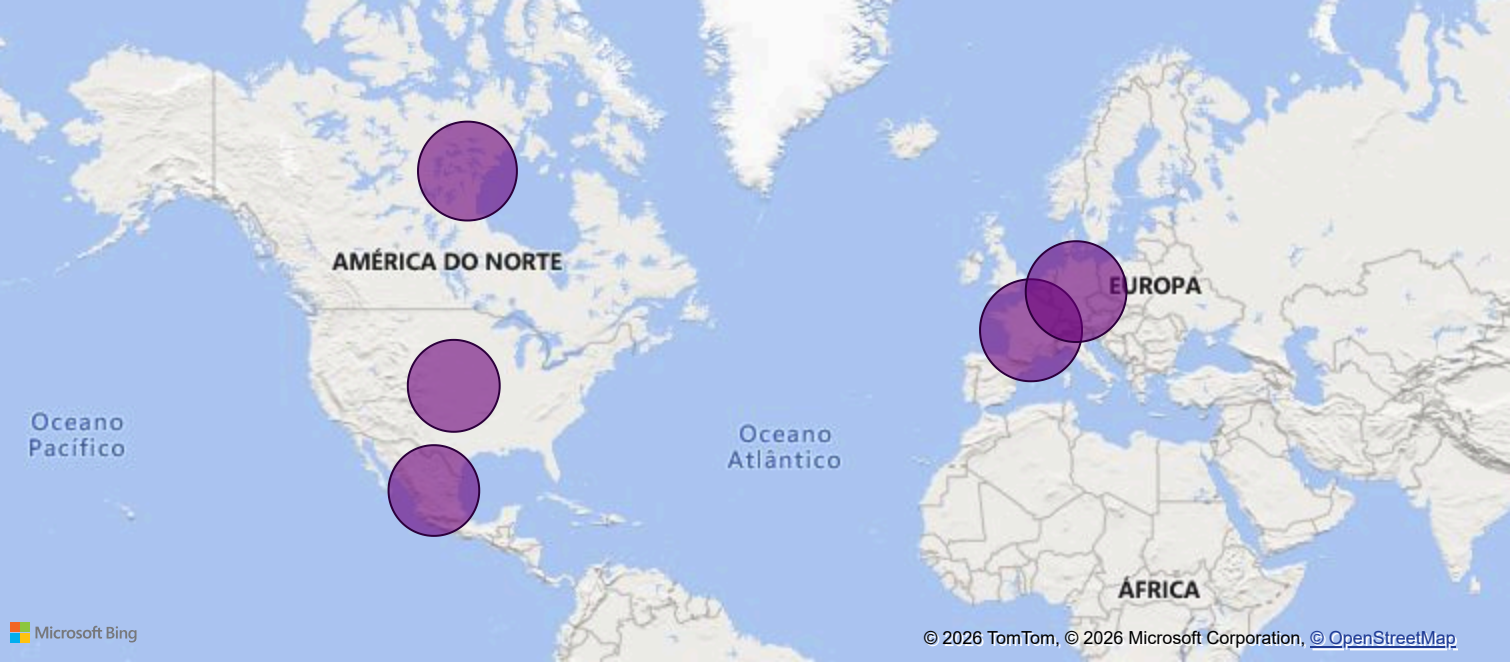 AMÉRICA DO NORTE
EUROPA
Oceano
Pacífico
Oceano
Atlântico
ÁFRICA
Microsoft Bing
© 2026 TomTom, © 2026 Microsoft Corporation, © OpenStreetMap